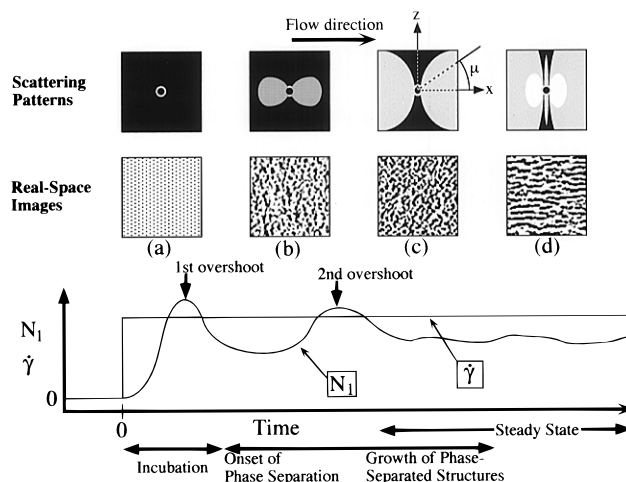 Flow direction
z
Scattering
Patterns
μ
x
Real-Space
Images
(a)
(b)
(c)
(d)
1st overshoot
2nd overshoot
N₁
γ̇
N₁
γ̇
0
0
Time
Steady State
Incubation
Onset of
Phase Separation
Growth of Phase-
Separated Structures